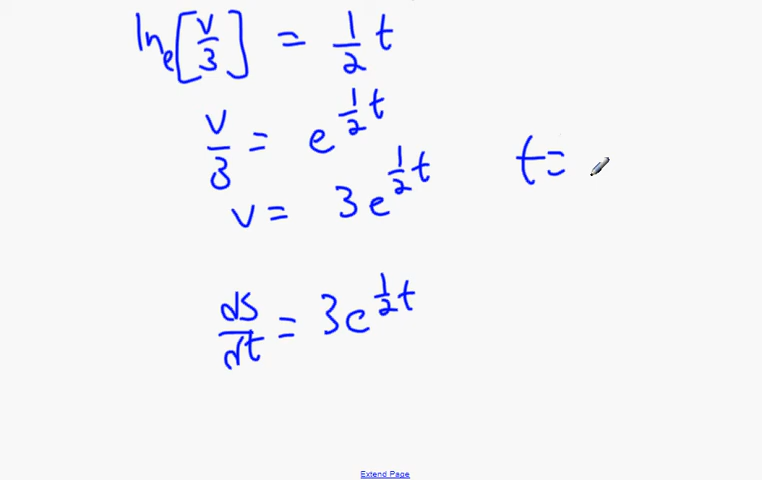 ln_e[v/3] = 1/2 t
v/3 = e^{1/2 t}
v = 3e^{1/2 t}
t=
ds/dt = 3e^{1/2 t}
Extend Page